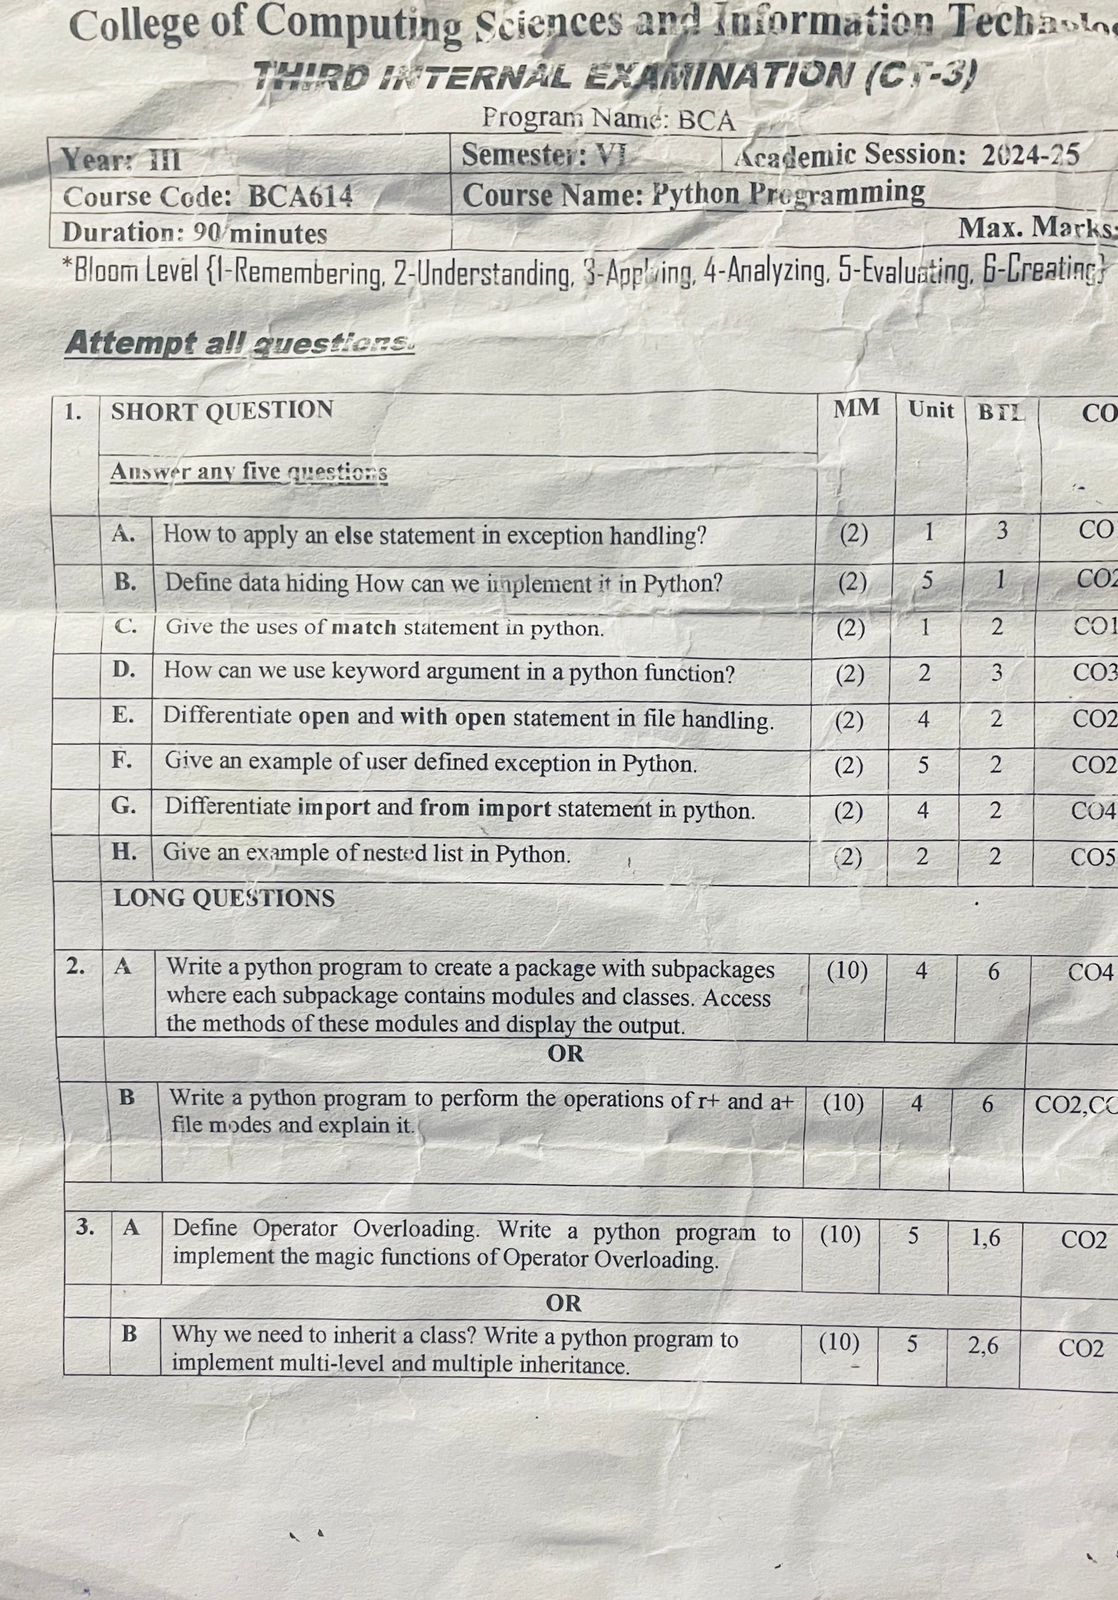 College of Computing Sciences and Information
THIRD INTERNAL EXAMINATION (CT-3)
Program Name: BCA
Year: III Semester: VI Academic Session: 2024-25
Course Code: BCA614 Course Name: Python Programming
Duration: 90 minutes Max. Marks:
*Bloom Level {1-Remembering, 2-Understanding, 3-Applying, 4-Analyzing, 5-Evaluating, 6-Creating}
Attempt all questions.
1. SHORT QUESTION MM Unit BTL CO
Answer any five questions
A. How to apply an else statement in exception handling? (2) 1 3 CO
B. Define data hiding How can we implement it in Python? (2) 5 1 CO2
C. Give the uses of match statement in python. (2) 1 2 CO1
D. How can we use keyword argument in a python function? (2) 2 3 CO3
E. Differentiate open and with open statement in file handling. (2) 4 2 CO2
F. Give an example of user defined exception in Python. (2) 5 2 CO2
G. Differentiate import and from import statement in python. (2) 4 2 CO4
H. Give an example of nested list in Python. (2) 2 2 CO5
LONG QUESTIONS
2. A Write a python program to create a package with subpackages (10) 4 6 CO4
where each subpackage contains modules and classes. Access
the methods of these modules and display the output.
OR
B Write a python program to perform the operations of r+ and a+ (10) 4 6 CO2,
file modes and explain it.
3. A Define Operator Overloading. Write a python program to (10) 5 1,6 CO2
implement the magic functions of Operator Overloading.
OR
B Why we need to inherit a class? Write a python program to (10) 5 2,6 CO2
implement multi-level and multiple inheritance.